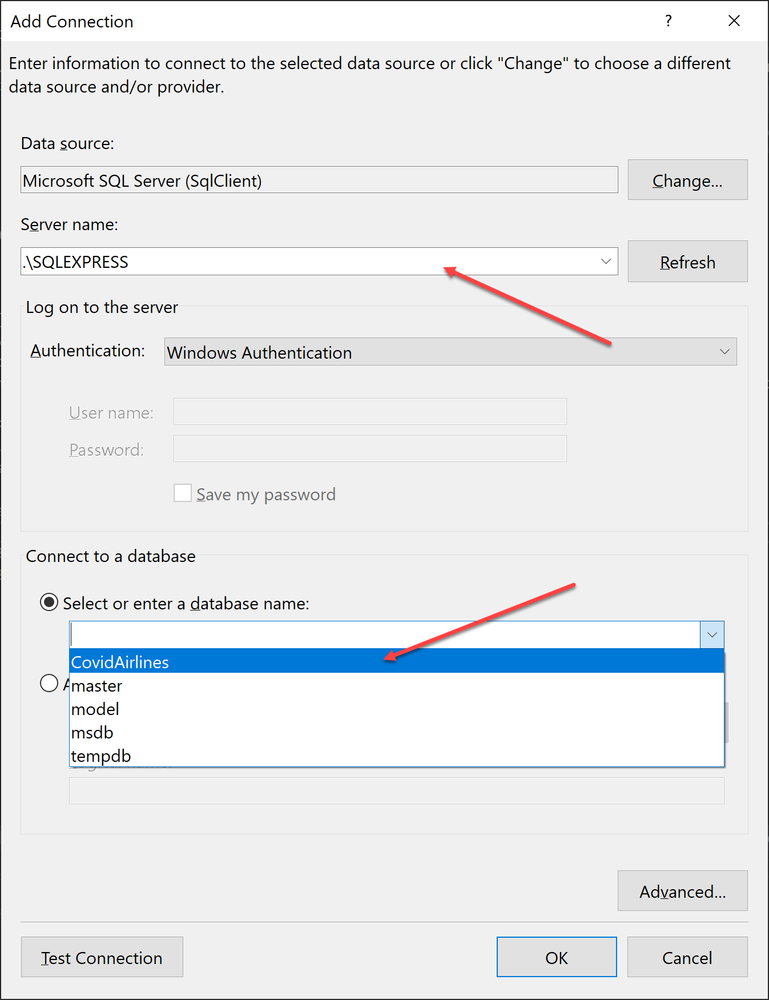 Add Connection
?
Enter information to connect to the selected data source or click "Change" to choose a different
data source and/or provider.
Data source:
Microsoft SQL Server (SqlClient)
Change...
Server name:
.\SQLEXPRESS
Refresh
Log on to the server
Authentication:
Windows Authentication
User name:
Password:
Save my password
Connect to a database
Select or enter a database name:
CovidAirlines
master
model
msdb
tempdb
Advanced...
Test Connection
OK
Cancel